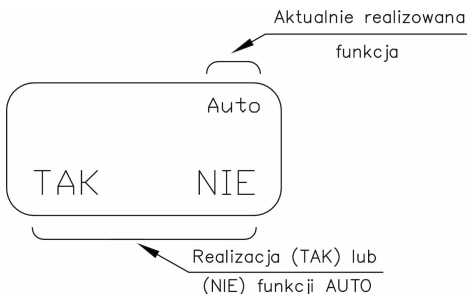 Aktualnie realizowana
funkcja
Auto
TAK NIE
Realizacja (TAK) lub
(NIE) funkcji AUTO